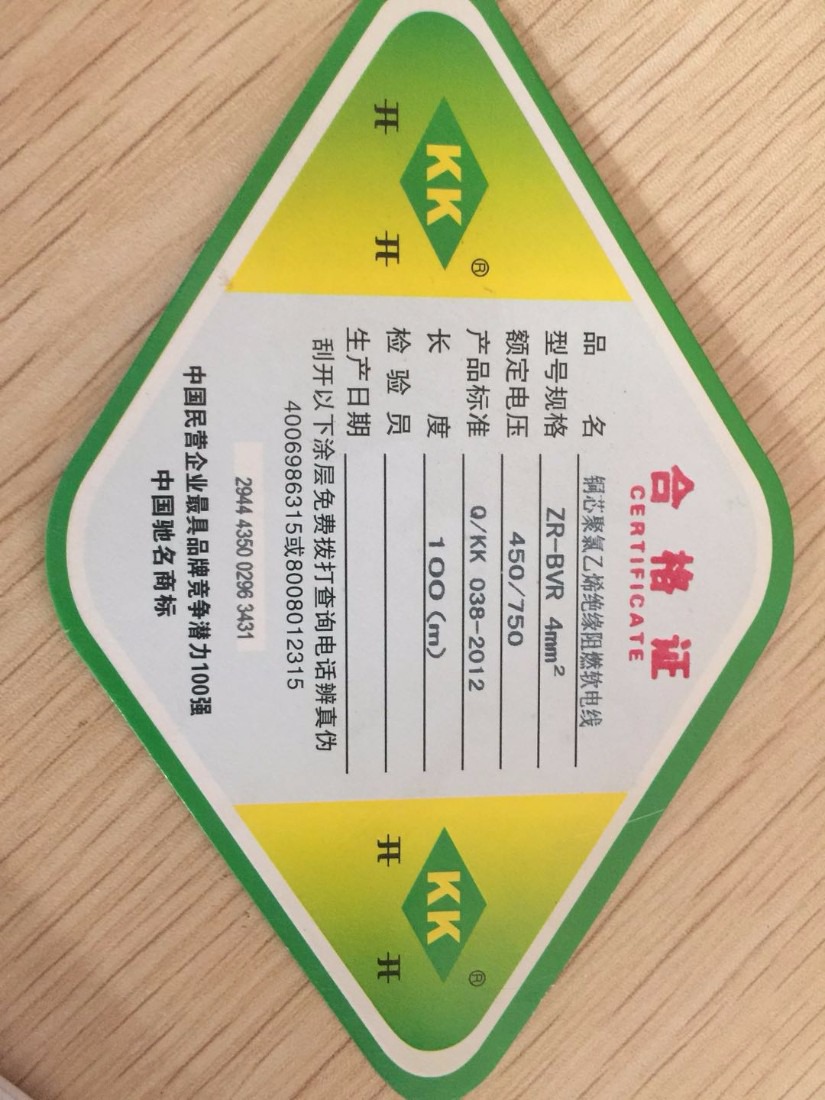 合格证
CERTIFICATE
品名 铜芯聚氯乙烯绝缘阻燃软电线
型号规格 ZR-BVR 4mm²
额定电压 450/750
产品标准 Q/KK 038-2012
长度 100(m)
检验员
生产日期
刮开以下涂层免费拨打查询电话辨真伪
4006986315或8008012315
2944 4350 0296 3431
中国民营企业最具品牌竞争潜力100强
中国驰名商标
KK®
开开
KK®
开开